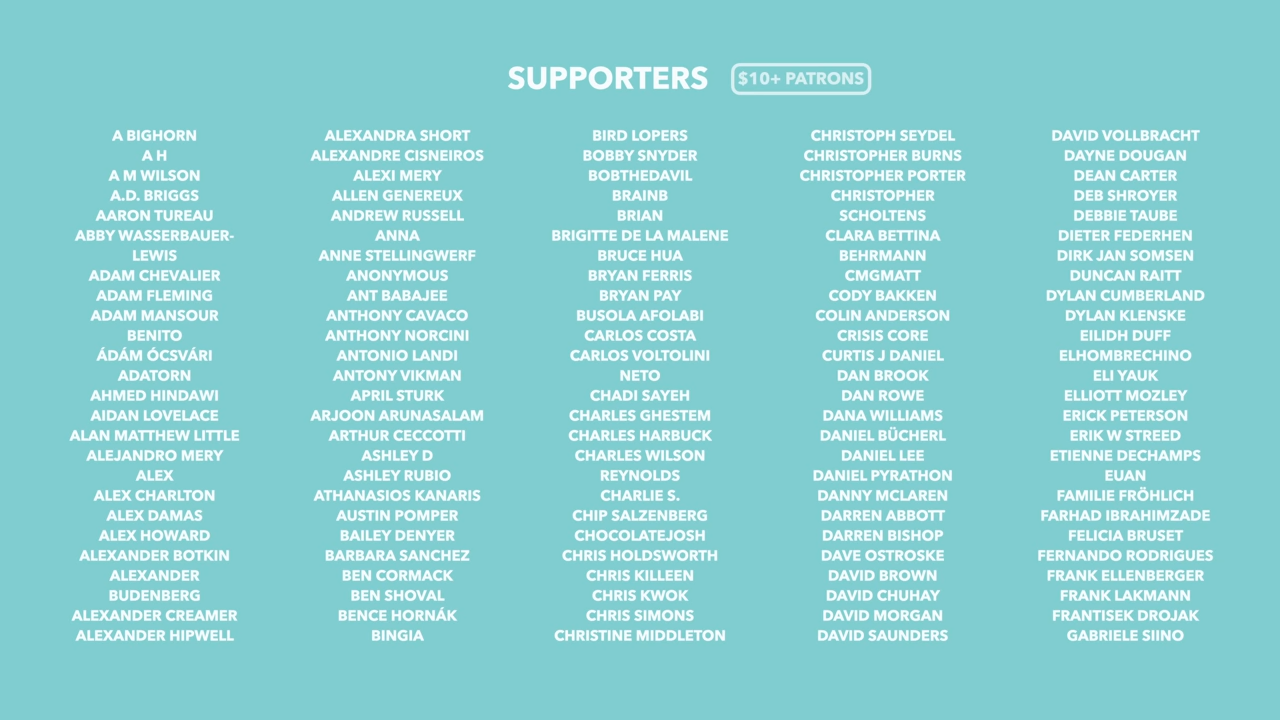 SUPPORTERS $10+ PATRONS
A BIGHORN
A H
A M WILSON
A.D. BRIGGS
AARON TUREAU
ABBY WASSERBAUER-
LEWIS
ADAM CHEVALIER
ADAM FLEMING
ADAM MANSOUR
BENITO
ÁDÁM ÓCSVÁRI
ADATORN
AHMED HINDAWI
AIDAN LOVELACE
ALAN MATTHEW LITTLE
ALEJANDRO MERY
ALEX
ALEX CHARLTON
ALEX DAMAS
ALEX HOWARD
ALEXANDER BOTKIN
ALEXANDER
BUDENBERG
ALEXANDER CREAMER
ALEXANDER HIPWELL
ALEXANDRA SHORT
ALEXANDRE CISNEIROS
ALEXI MERY
ALLEN GENEREUX
ANDREW RUSSELL
ANNA
ANNE STELLINGWERF
ANONYMOUS
ANT BABAJEE
ANTHONY CAVACO
ANTHONY NORCINI
ANTONIO LANDI
ANTONY VIKMAN
APRIL STURK
ARJOON ARUNASALAM
ARTHUR CECCOTTI
ASHLEY D
ASHLEY RUBIO
ATHANASIOS KANARIS
AUSTIN POMPER
BAILEY DENYER
BARBARA SANCHEZ
BEN CORMACK
BEN SHOVAL
BENCE HORNÁK
BINGIA
BIRD LOPERS
BOBBY SNYDER
BOBTHEDAVIL
BRAINB
BRIAN
BRIGITTE DE LA MALENE
BRUCE HUA
BRYAN FERRIS
BRYAN PAY
BUSOLA AFOLABI
CARLOS COSTA
CARLOS VOLTOLINI
NETO
CHADI SAYEH
CHARLES GHESTEM
CHARLES HARBUCK
CHARLES WILSON
REYNOLDS
CHARLIE S.
CHIP SALZENBERG
CHOCOLATEJOSH
CHRIS HOLDSWORTH
CHRIS KILLEEN
CHRIS KWOK
CHRIS SIMONS
CHRISTINE MIDDLETON
CHRISTOPH SEYDEL
CHRISTOPHER BURNS
CHRISTOPHER PORTER
CHRISTOPHER
SCHOLTENS
CLARA BETTINA
BEHRMANN
CMGMATT
CODY BAKKEN
COLIN ANDERSON
CRISIS CORE
CURTIS J DANIEL
DAN BROOK
DAN ROWE
DANA WILLIAMS
DANIEL BÜCHERL
DANIEL LEE
DANIEL PYRATHON
DANNY MCLAREN
DARREN ABBOTT
DARREN BISHOP
DAVE OSTROSKE
DAVID BROWN
DAVID CHUHAY
DAVID MORGAN
DAVID SAUNDERS
DAVID VOLLBRACHT
DAYNE DOUGAN
DEAN CARTER
DEB SHROYER
DEBBIE TAUBE
DIETER FEDERHEN
DIRK JAN SOMSEN
DUNCAN RAITT
DYLAN CUMBERLAND
DYLAN KLENSKE
EILIDH DUFF
ELHOMBRECHINO
ELI YAUK
ELLIOTT MOZLEY
ERICK PETERSON
ERIK W STREED
ETIENNE DECHAMPS
EUAN
FAMILIE FRÖHLICH
FARHAD IBRAHIMZADE
FELICIA BRUSET
FERNANDO RODRIGUES
FRANK ELLENBERGER
FRANK LAKMANN
FRANTISEK DROJAK
GABRIELE SIINO